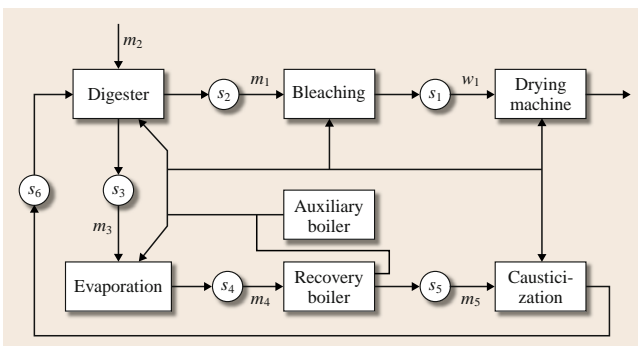 m₂
Digester
s₂
m₁
Bleaching
s₁
w₁
Drying
machine
s₆
s₃
m₃
Auxiliary
boiler
Evaporation
s₄
m₄
Recovery
boiler
s₅
m₅
Caustici-
zation